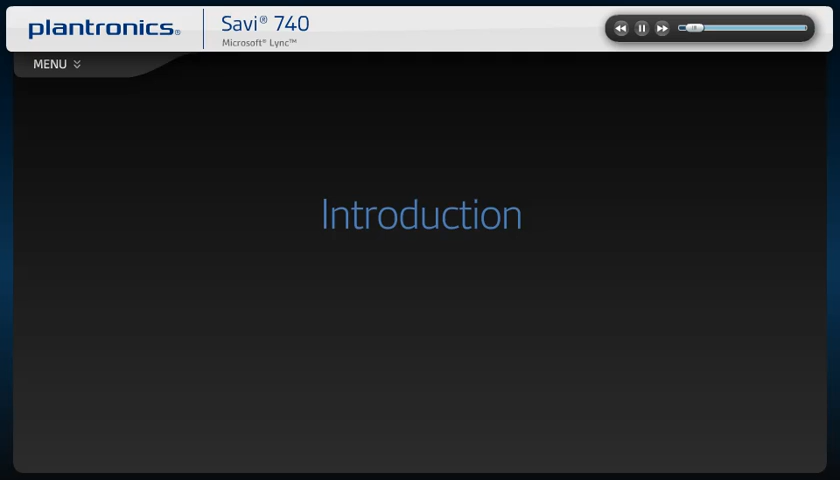 plantronics®
Savi® 740
Microsoft® Lync™
MENU
Introduction